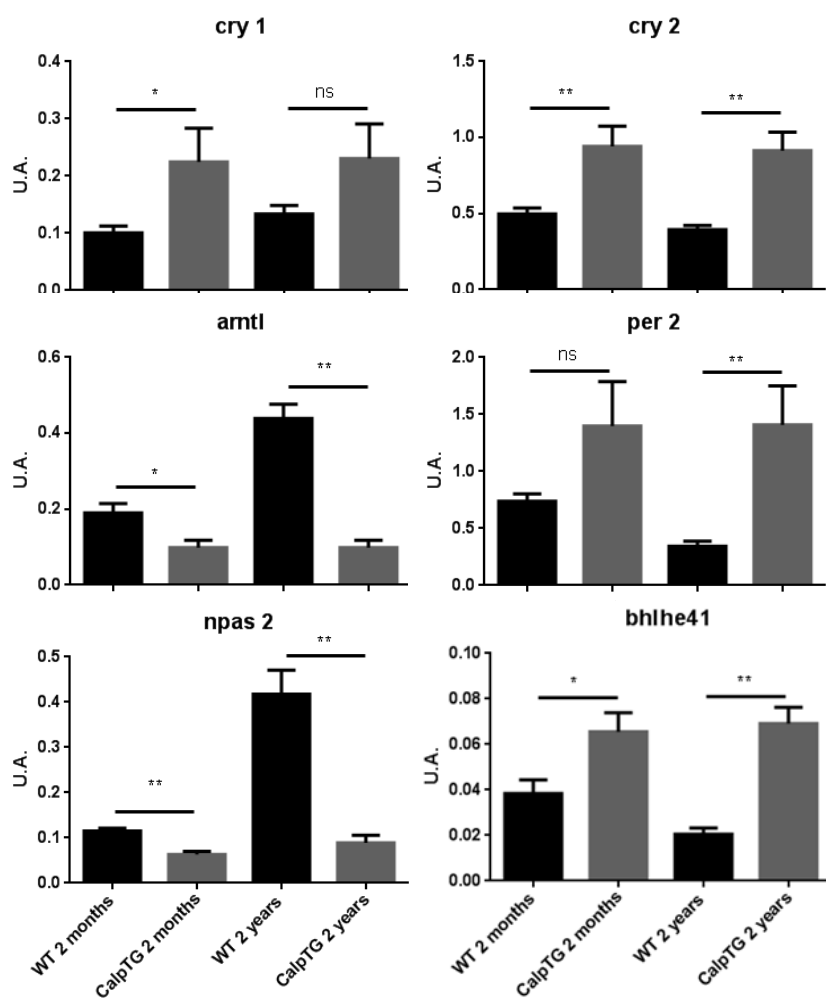 cry 1
0.4
0.3
0.2
0.1
0.0
U.A.
*
ns
cry 2
1.5
1.0
0.5
0.0
U.A.
**
**
arntl
0.6
0.4
0.2
0.0
U.A.
*
**
per 2
2.0
1.5
1.0
0.5
0.0
U.A.
ns
**
npas 2
0.5
0.4
0.3
0.2
0.1
0.0
U.A.
**
**
WT 2 months
CalpTG 2 months
WT 2 years
CalpTG 2 years
bhlhe41
0.10
0.08
0.06
0.04
0.02
0.00
U.A.
*
**
WT 2 months
CalpTG 2 months
WT 2 years
CalpTG 2 years